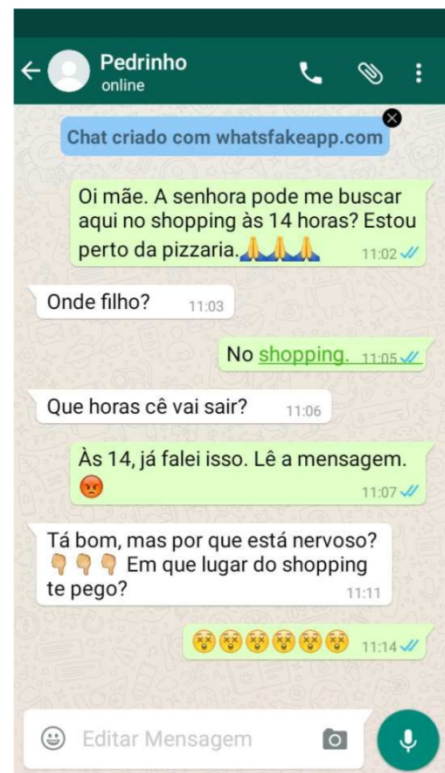 Pedrinho
online
Chat criado com whatsfakeapp.com
Oi mãe. A senhora pode me buscar
aqui no shopping às 14 horas? Estou
perto da pizzaria.🙏🙏🙏 11:02
Onde filho? 11:03
No shopping. 11:05
Que horas cê vai sair? 11:06
Às 14, já falei isso. Lê a mensagem.
😡 11:07
Tá bom, mas por que está nervoso?
👇🏼👇🏼👇🏼 Em que lugar do shopping
te pego? 11:11
😵😵😵😵😵😵 11:14
Editar Mensagem